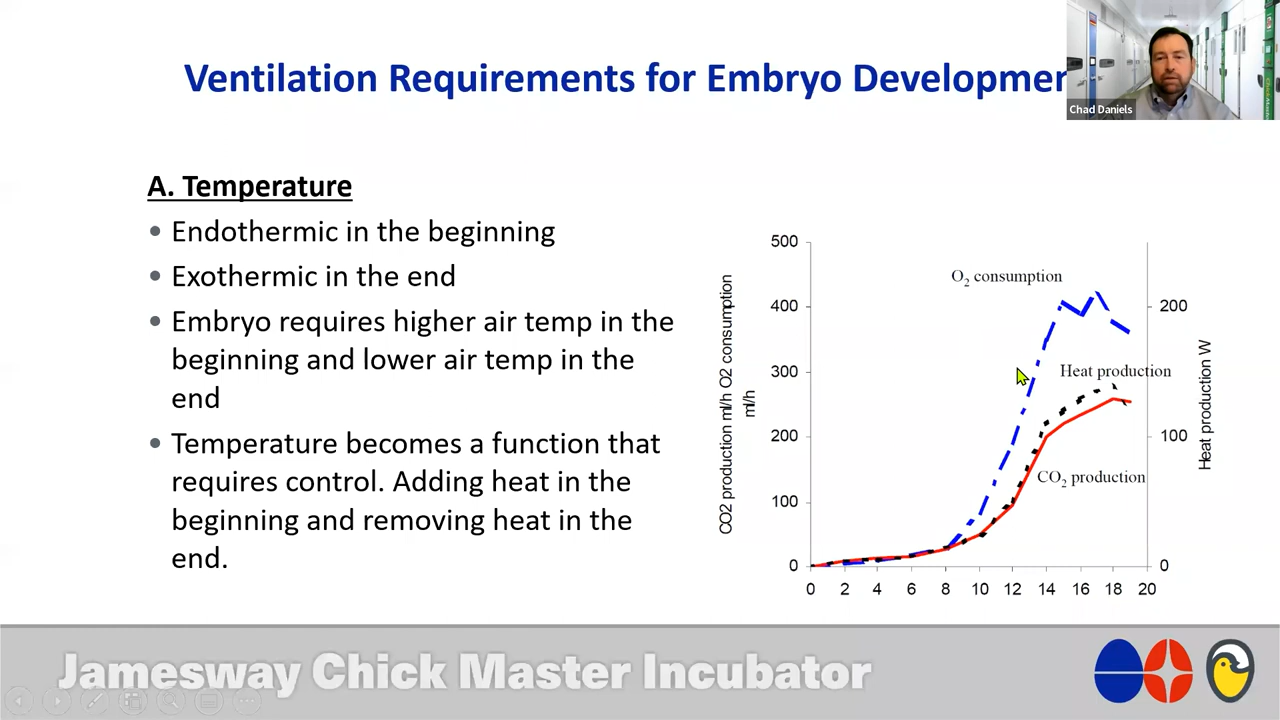 Ventilation Requirements for Embryo Developmen
Chad Daniels
A. Temperature
• Endothermic in the beginning
• Exothermic in the end
• Embryo requires higher air temp in the
beginning and lower air temp in the
end
• Temperature becomes a function that
requires control. Adding heat in the
beginning and removing heat in the
end.
CO2 production ml/h O2 consumption
ml/h
500
400
300
200
100
0
O₂ consumption
Heat production
CO₂ production
200
100
0
Heat production W
0 2 4 6 8 10 12 14 16 18 20
Jamesway Chick Master Incubator